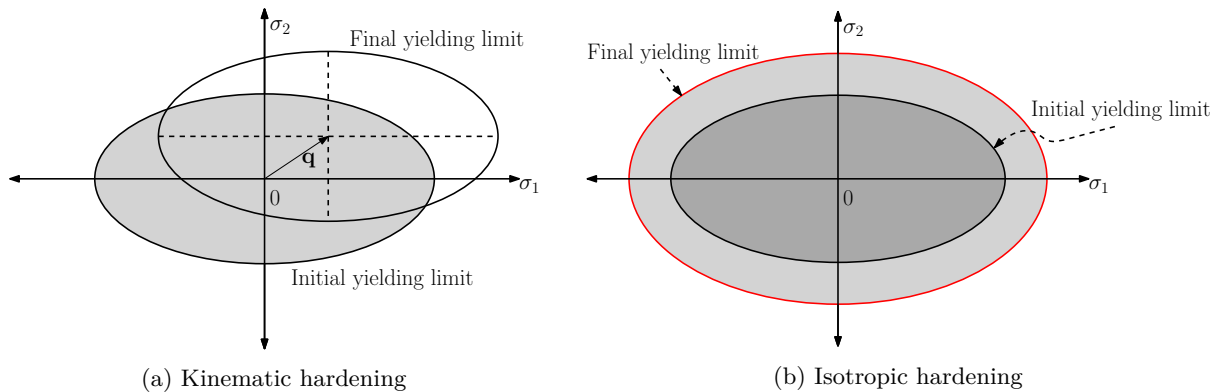 σ₂
Final yielding limit
q
0
σ₁
Initial yielding limit
(a) Kinematic hardening
σ₂
Final yielding limit
Initial yielding limit
0
σ₁
(b) Isotropic hardening